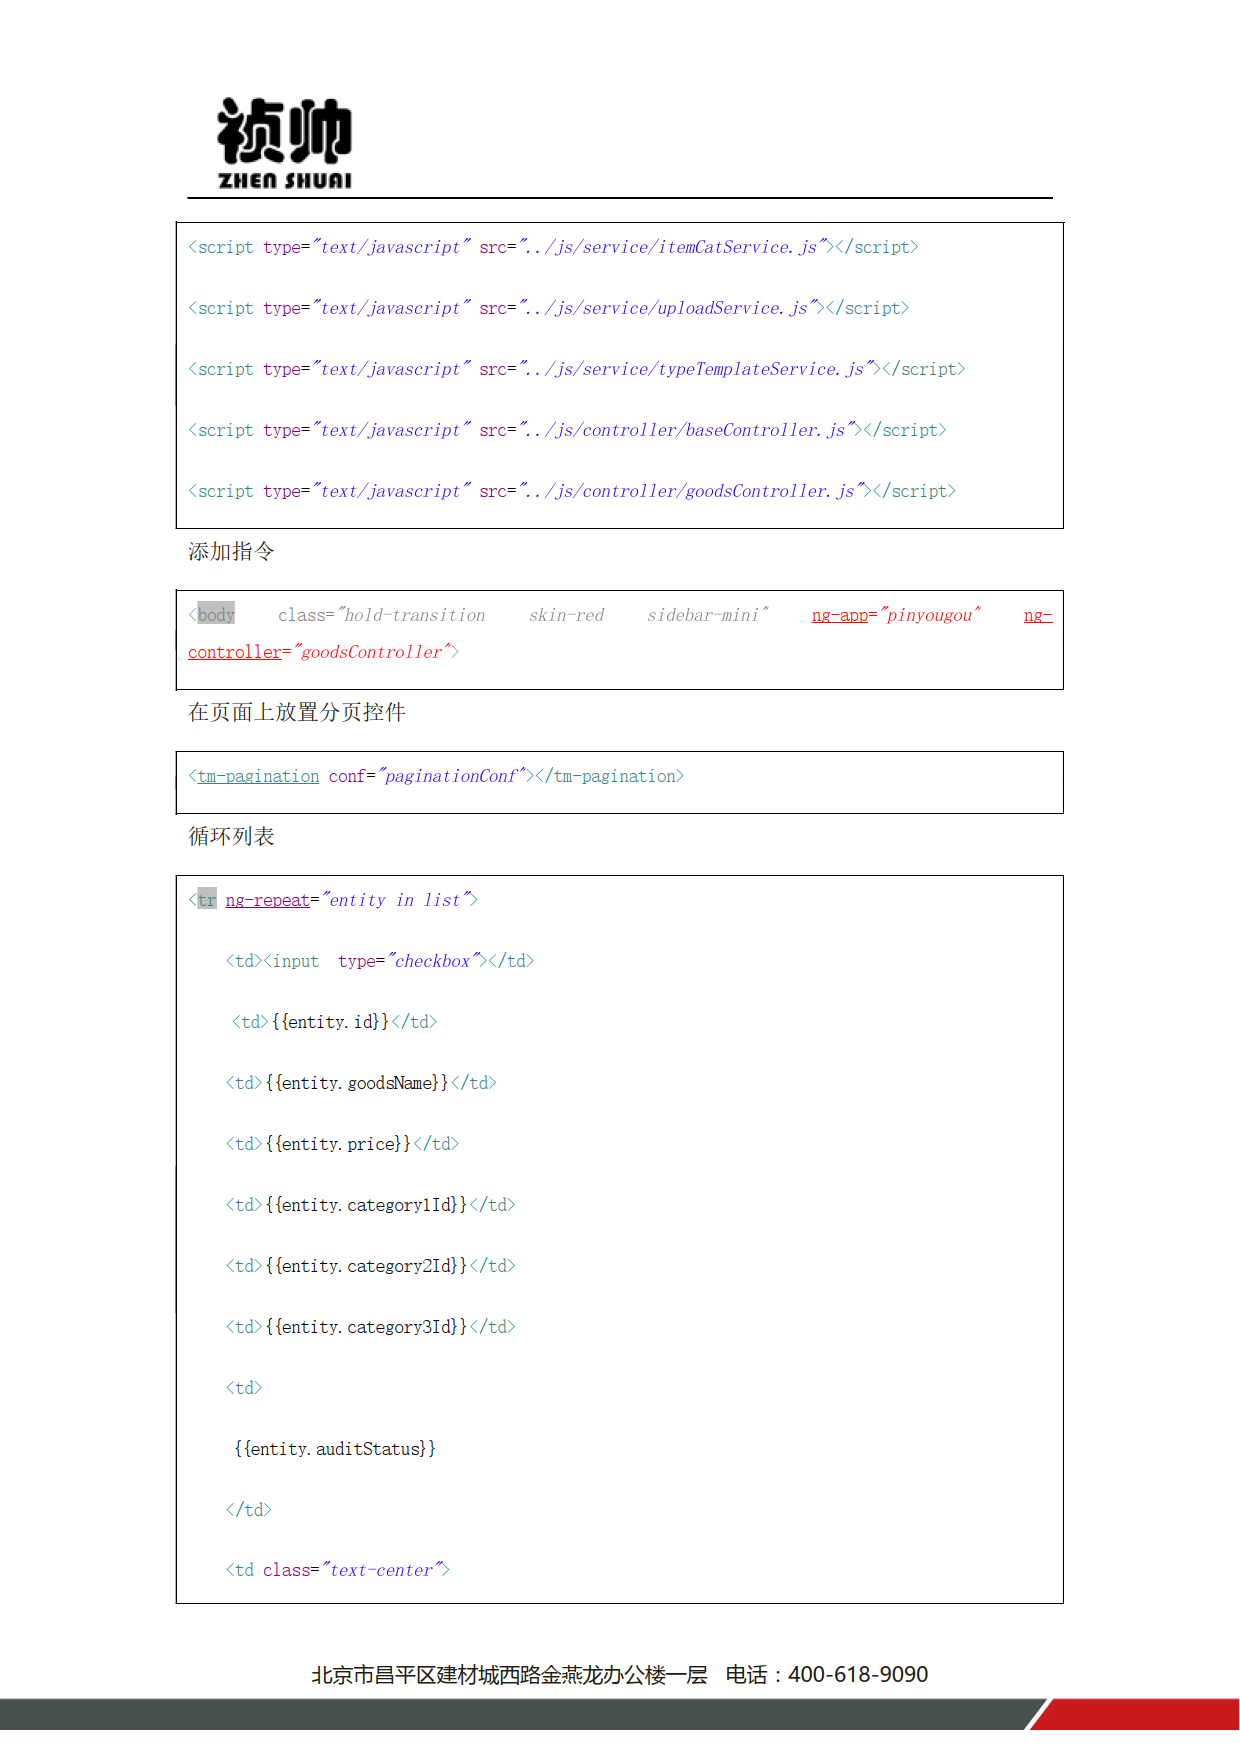 祯帅
ZHEN SHUAI
<script type="text/javascript" src="../js/service/itemCatService.js"></script>
<script type="text/javascript" src="../js/service/uploadService.js"></script>
<script type="text/javascript" src="../js/service/typeTemplateService.js"></script>
<script type="text/javascript" src="../js/controller/baseController.js"></script>
<script type="text/javascript" src="../js/controller/goodsController.js"></script>
添加指令
<body class="hold-transition skin-red sidebar-mini" ng-app="pinyougou" ng-
controller="goodsController">
在页面上放置分页控件
<tm-pagination conf="paginationConf"></tm-pagination>
循环列表
<tr ng-repeat="entity in list">
<td><input type="checkbox"></td>
<td>{{entity.id}}</td>
<td>{{entity.goodsName}}</td>
<td>{{entity.price}}</td>
<td>{{entity.category1Id}}</td>
<td>{{entity.category2Id}}</td>
<td>{{entity.category3Id}}</td>
<td>
{{entity.auditStatus}}
</td>
<td class="text-center">
北京市昌平区建材城西路金燕龙办公楼一层 电话：400-618-9090